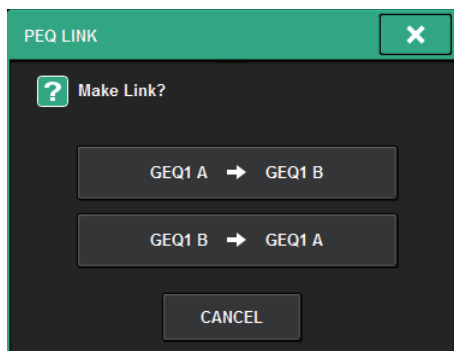 PEQ LINK
? Make Link?
GEQ1 A → GEQ1 B
GEQ1 B → GEQ1 A
CANCEL